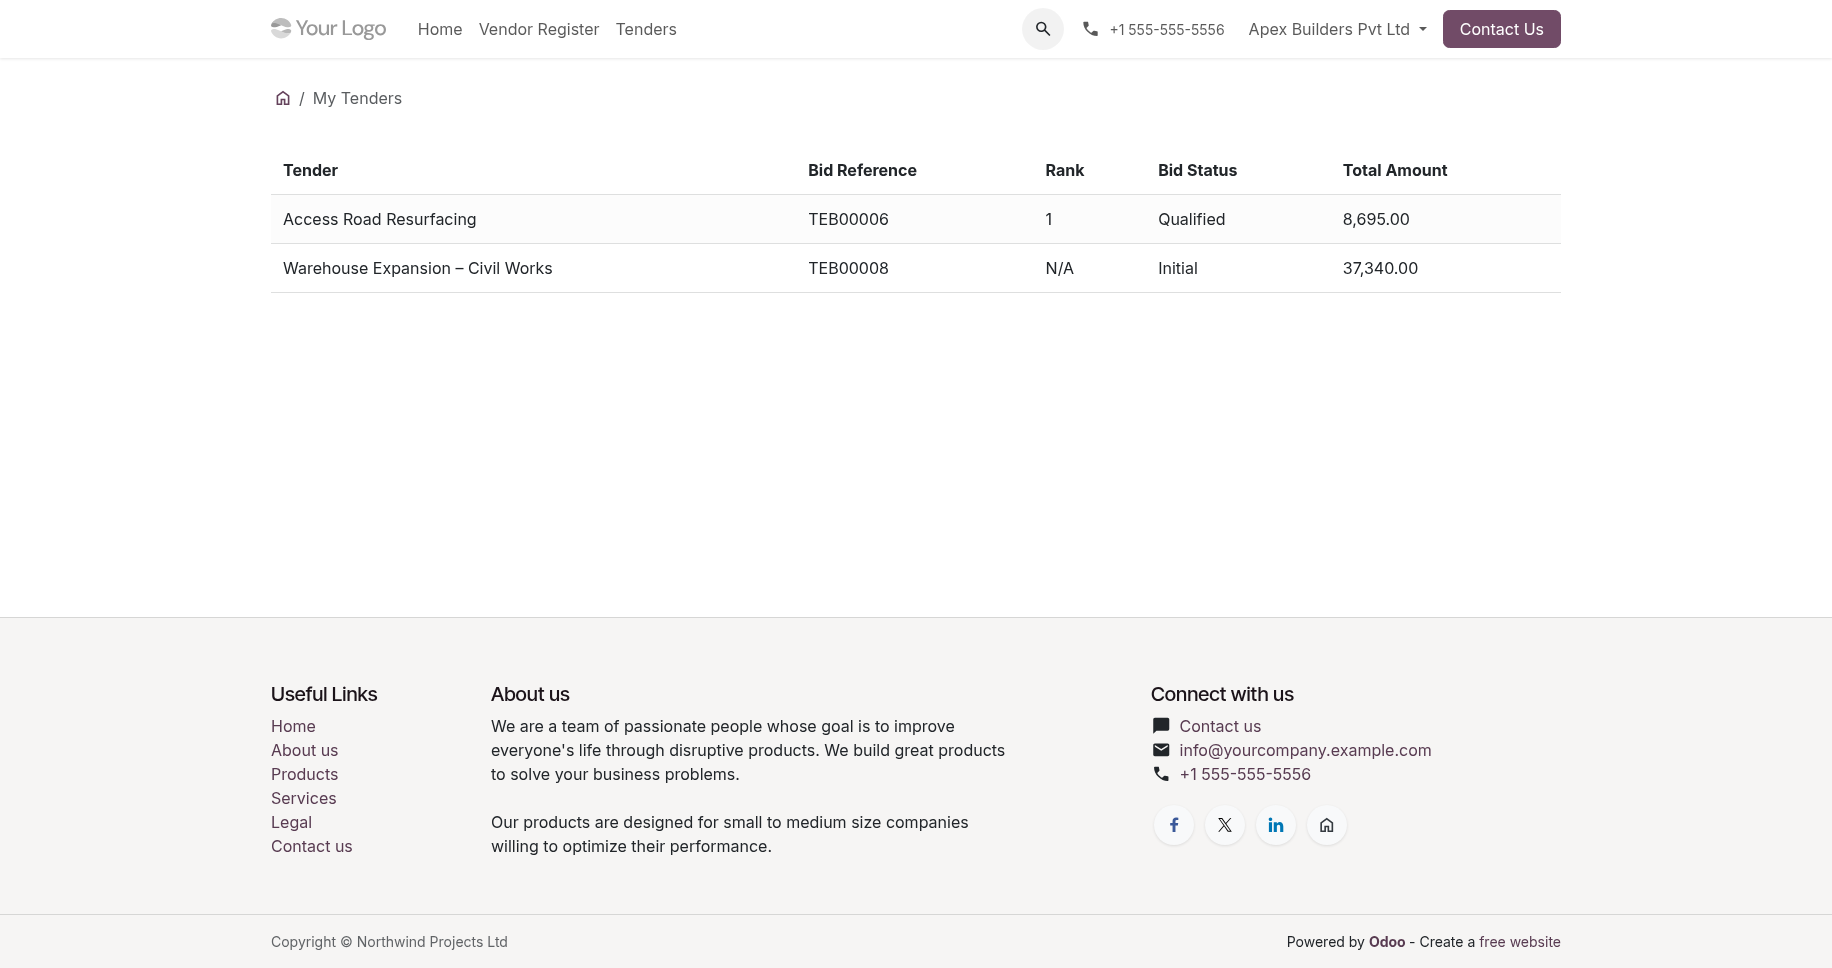 Your Logo
Home Vendor Register Tenders
+1 555-555-5556 Apex Builders Pvt Ltd Contact Us
/ My Tenders
Tender Bid Reference Rank Bid Status Total Amount
Access Road Resurfacing TEB00006 1 Qualified 8,695.00
Warehouse Expansion – Civil Works TEB00008 N/A Initial 37,340.00
Useful Links
Home
About us
Products
Services
Legal
Contact us
About us
We are a team of passionate people whose goal is to improve
everyone's life through disruptive products. We build great products
to solve your business problems.
Our products are designed for small to medium size companies
willing to optimize their performance.
Connect with us
Contact us
info@yourcompany.example.com
+1 555-555-5556
Copyright © Northwind Projects Ltd
Powered by Odoo - Create a free website